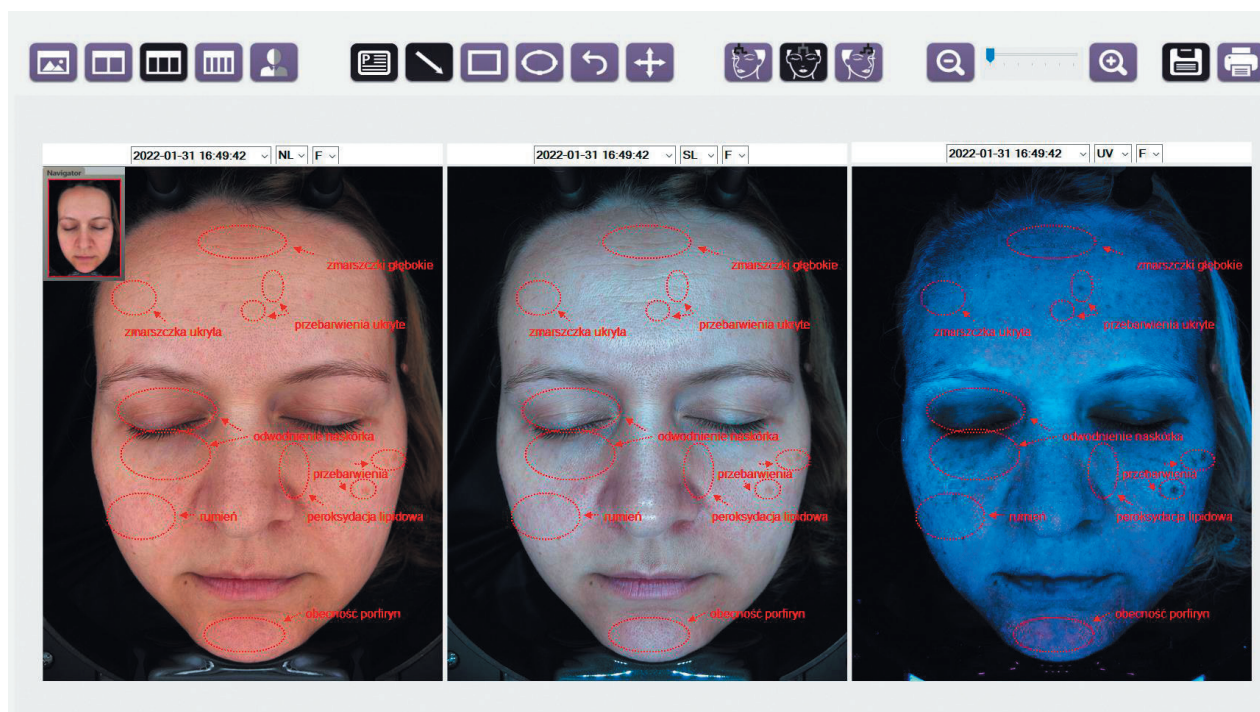 P
2022-01-31 16:49:42 NL F
2022-01-31 16:49:42 SL F
2022-01-31 16:49:42 UV F
Navigator
zmarszczki głębokie
zmarszczka ukryta
przebarwienia ukryte
odwodnienie naskórka
przebarwienia
rumień
peroksydacja lipidowa
obecność porfiryn
zmarszczki głębokie
zmarszczka ukryta
przebarwienia ukryte
odwodnienie naskórka
przebarwienia
rumień
peroksydacja lipidowa
obecność porfiryn
zmarszczki głębokie
zmarszczka ukryta
przebarwienia ukryte
odwodnienie naskórka
przebarwienia
rumień
peroksydacja lipidowa
obecność porfiryn